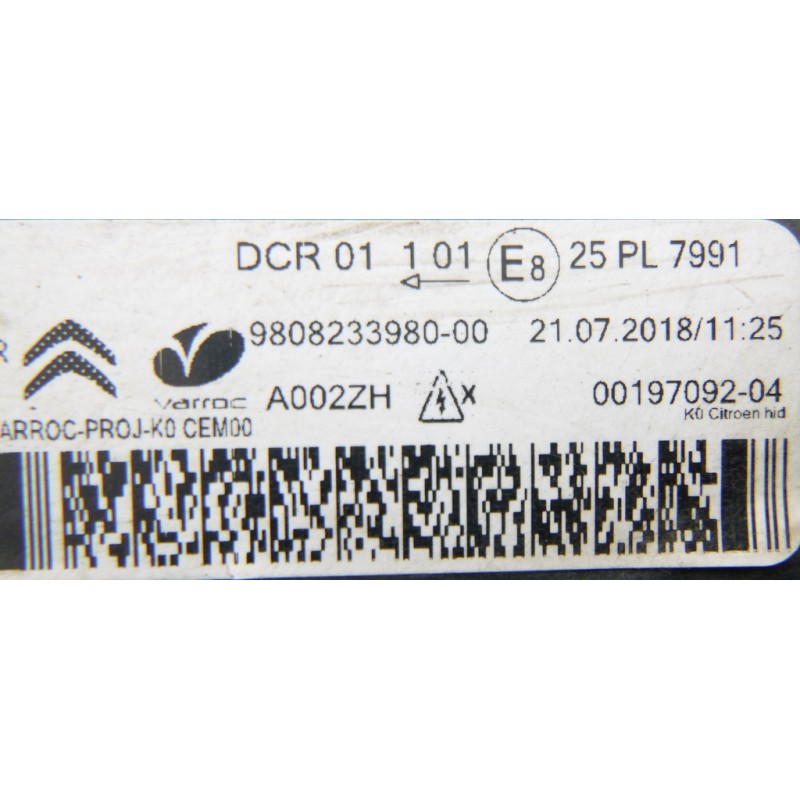 DCR 01 1 01 E8 25 PL 7991
R 9808233980-00 21.07.2018/11:25
varroc A002ZH X 00197092-04
K0 Citroen hid
ARROC-PROJ-K0 CEM00